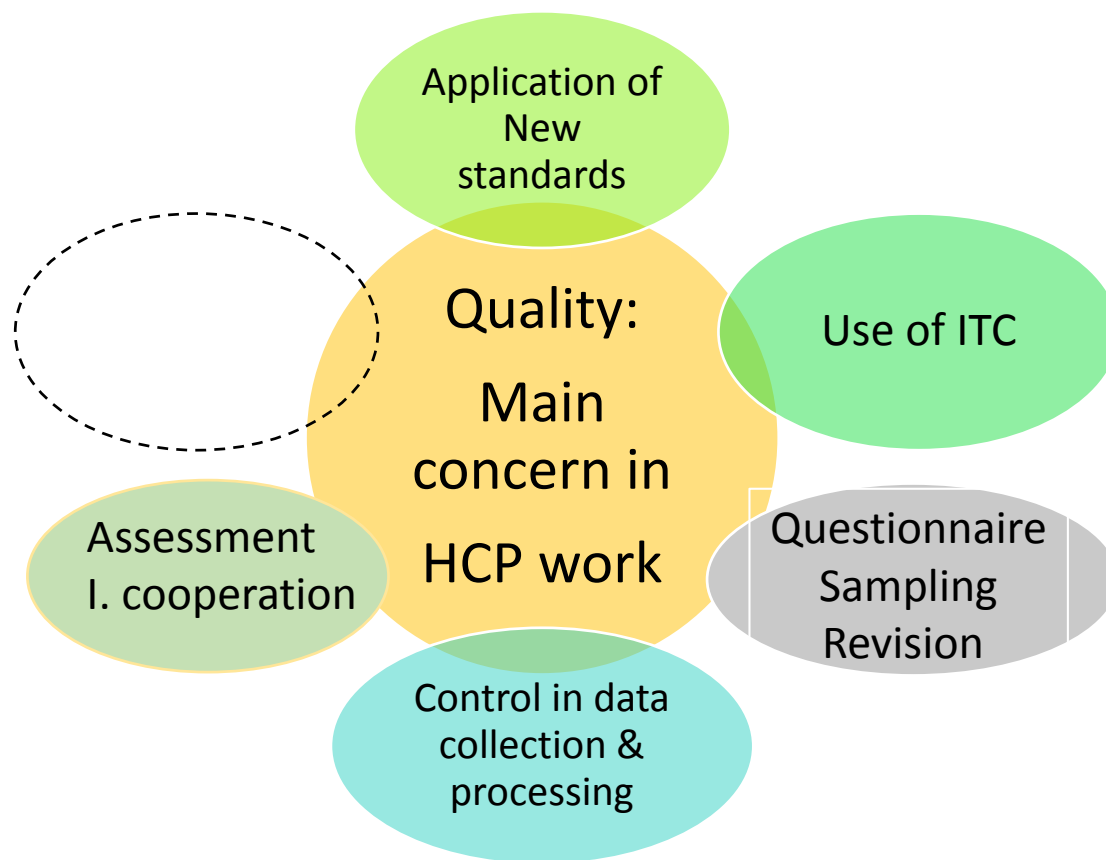 Application of
New
standards
Quality:
Main
concern in
HCP work
Use of ITC
Questionnaire
Sampling
Revision
Control in data
collection &
processing
Assessment
I. cooperation